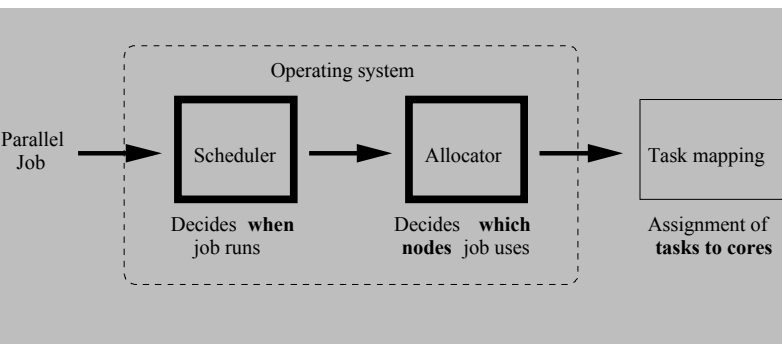 Operating system
Parallel
Job
Scheduler
Allocator
Task mapping
Decides when
job runs
Decides which
nodes job uses
Assignment of
tasks to cores